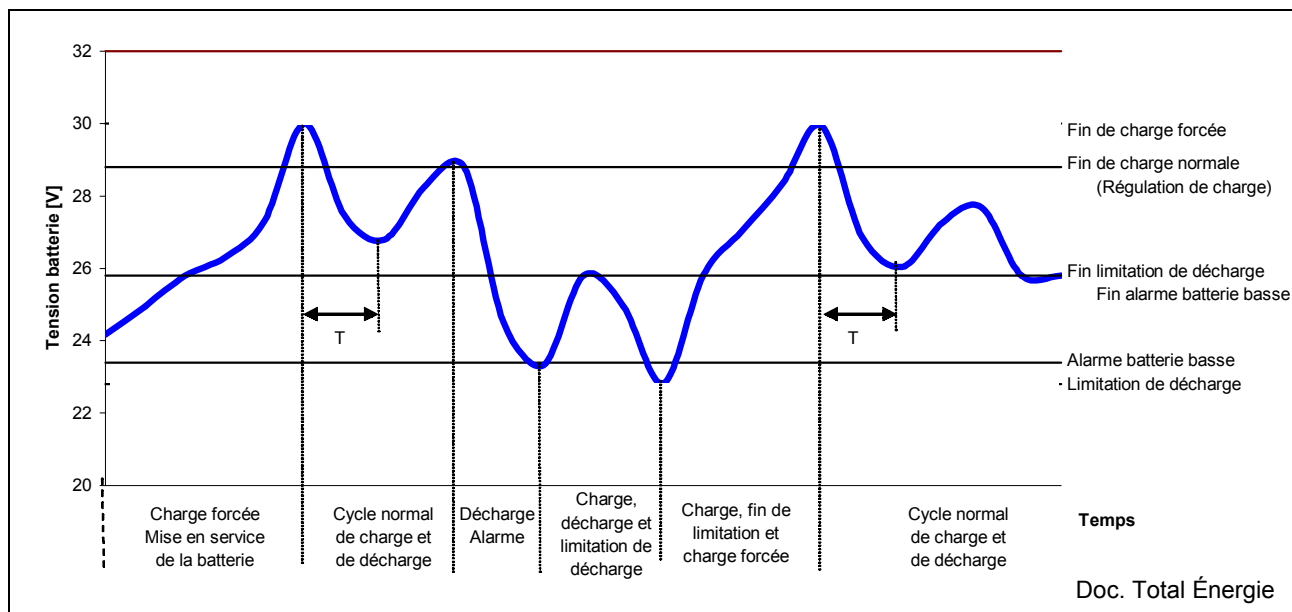 32
30
28
26
24
22
20
Tension batterie [V]
Fin de charge forcée
Fin de charge normale
(Régulation de charge)
Fin limitation de décharge
Fin alarme batterie basse
Alarme batterie basse
Limitation de décharge
T
T
Charge forcée
Mise en service
de la batterie
Cycle normal
de charge et
de décharge
Décharge
Alarme
Charge,
décharge et
limitation de
décharge
Charge, fin de
limitation et
charge forcée
Cycle normal
de charge et
de décharge
Temps
Doc. Total Énergie